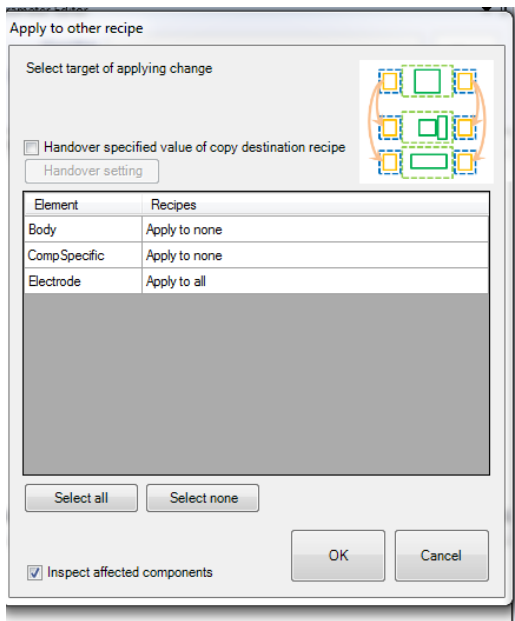 Apply to other recipe
Select target of applying change
Handover specified value of copy destination recipe
Handover setting
Element Recipes
Body Apply to none
CompSpecific Apply to none
Electrode Apply to all
Select all Select none
OK Cancel
Inspect affected components